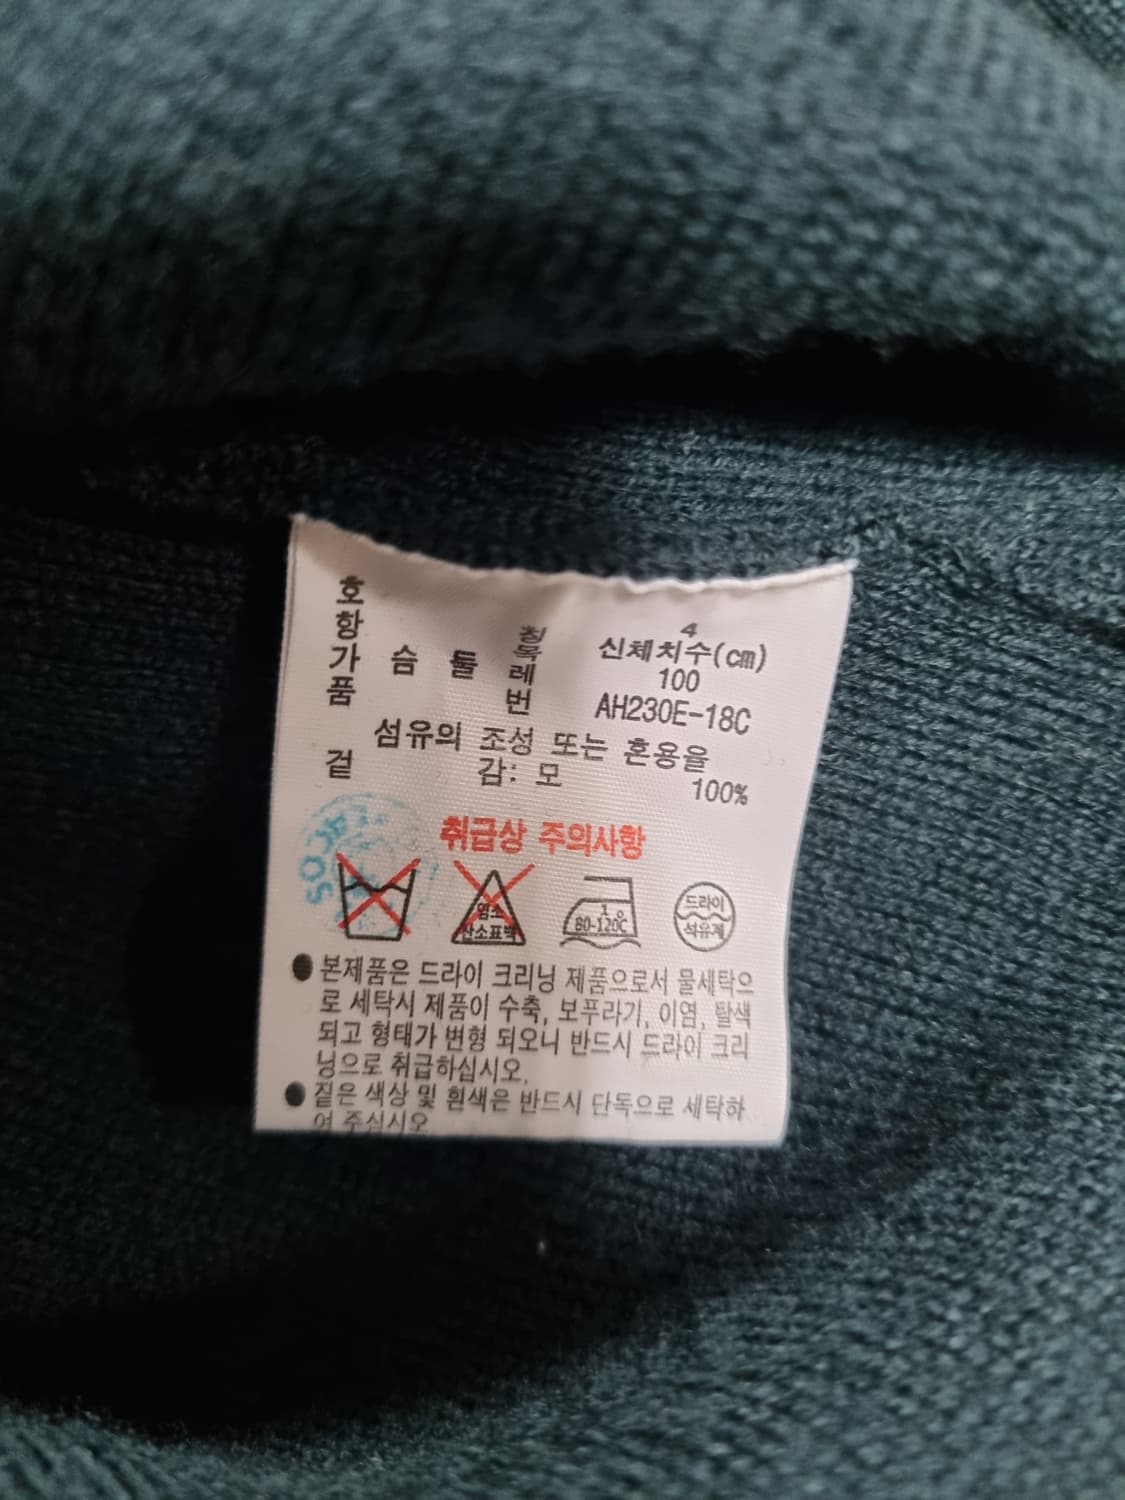 호 칭 4
항 목 신체치수(㎝)
가 슴 둘 레 100
품 번 AH230E-18C
섬유의 조성 또는 혼용율
겉 감: 모 100%
취급상 주의사항
염소
산소표백
1
80-120℃
드라이
석유제
●본제품은 드라이 크리닝 제품으로서 물세탁으
로 세탁시 제품이 수축, 보푸라기, 이염, 탈색
되고 형태가 변형 되오니 반드시 드라이 크리
닝으로 취급하십시오.
●짙은 색상 및 흰색은 반드시 단독으로 세탁하
여 주십시오